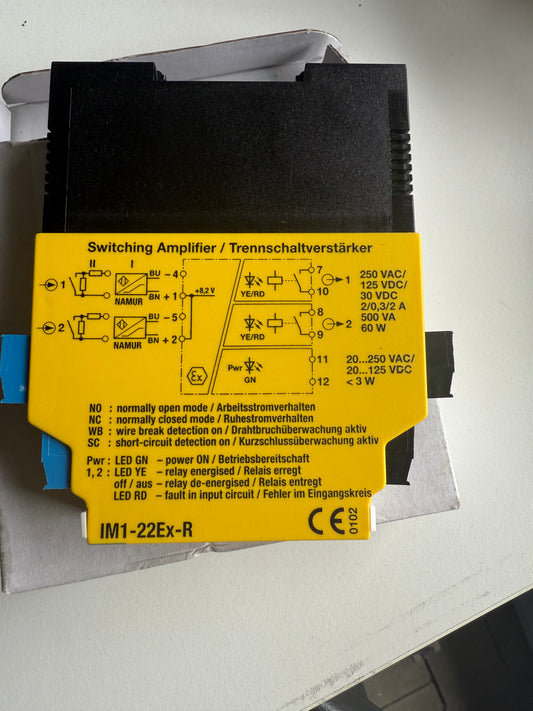 Switching Amplifier / Trennschaltverstärker
II I
1 NAMUR BU - 4
BN + 1
2 NAMUR BU - 5
BN + 2
+8,2 V
Ex
YE/RD
7
10
1
250 VAC/
125 VDC/
30 VDC
2/0,3/2 A
500 VA
60 W
YE/RD
8
9
2
Pwr GN
11
12
20...250 VAC/
20...125 VDC
< 3 W
NO : normally open mode / Arbeitsstromverhalten
NC : normally closed mode / Ruhestromverhalten
WB : wire break detection on / Drahtbruchüberwachung aktiv
SC : short-circuit detection on / Kurzschlussüberwachung aktiv
Pwr : LED GN - power ON / Betriebsbereitschaft
1, 2 : LED YE - relay energised / Relais erregt
off / aus - relay de-energised / Relais entregt
LED RD - fault in input circuit / Fehler im Eingangskreis
IM1-22Ex-R
CE 0102